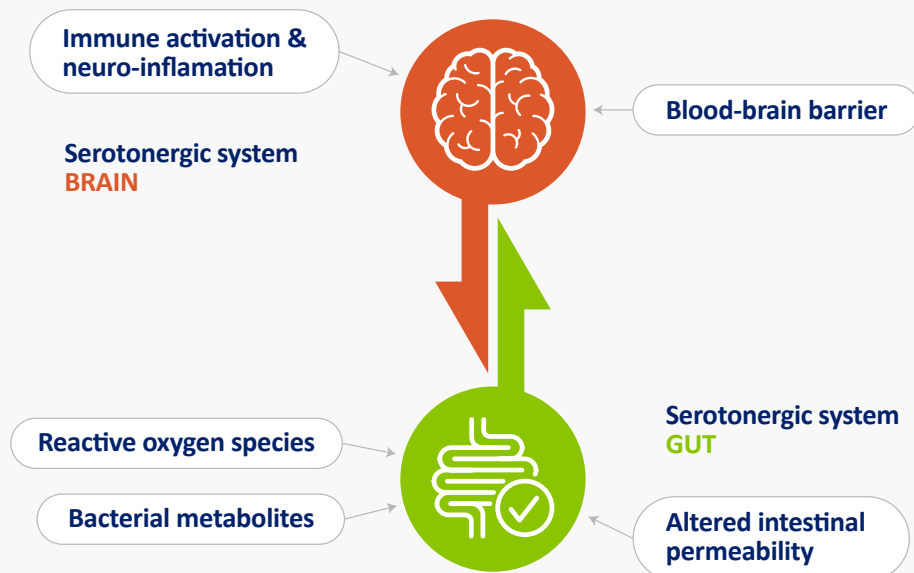 Immune activation &
neuro-inflamation
Blood-brain barrier
Serotonergic system
BRAIN
Serotonergic system
GUT
Reactive oxygen species
Bacterial metabolites
Altered intestinal
permeability